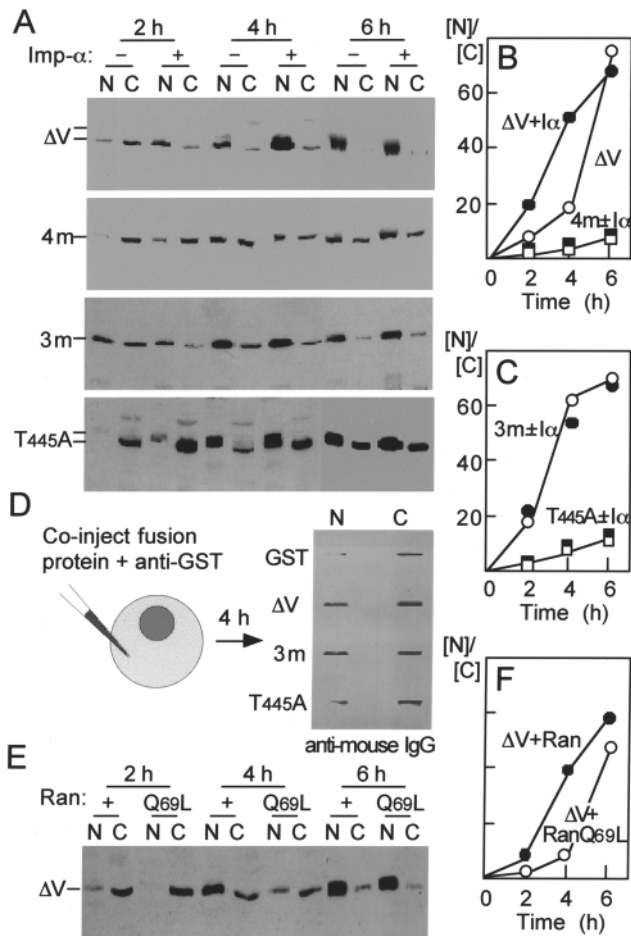 A
2 h 4 h 6 h
Imp-α: – + – + – +
N C N C N C N C N C N C
ΔV
4m
3m
T445A
[N]/
[C]
B
60
40
20
ΔV+Iα
ΔV
4m±Iα
0 2 4 6
Time (h)
[N]/
[C]
C
60
40
20
3m±Iα
T445A±Iα
0 2 4 6
Time (h)
D
Co-inject fusion
protein + anti-GST
4 h
N C
GST
ΔV
3m
T445A
anti-mouse IgG
E
2 h 4 h 6 h
Ran: + Q69L + Q69L + Q69L
N C N C N C N C N C N C
ΔV
[N]/
[C]
F
ΔV+Ran
ΔV+
RanQ69L
0 2 4 6
Time (h)